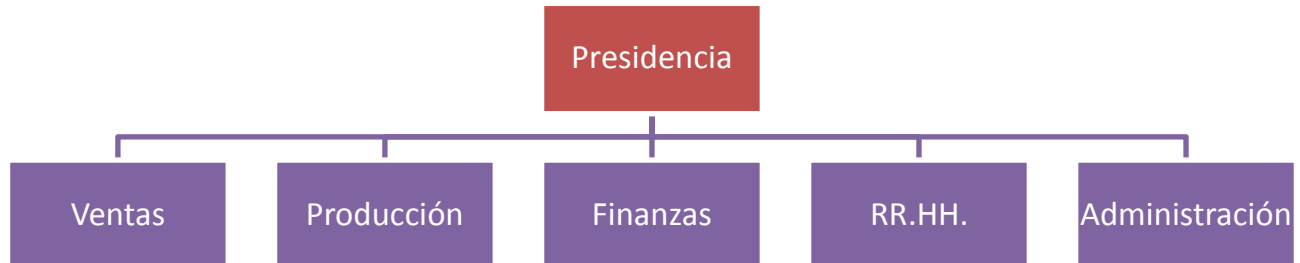 Presidencia
Ventas
Producción
Finanzas
RR.HH.
Administración